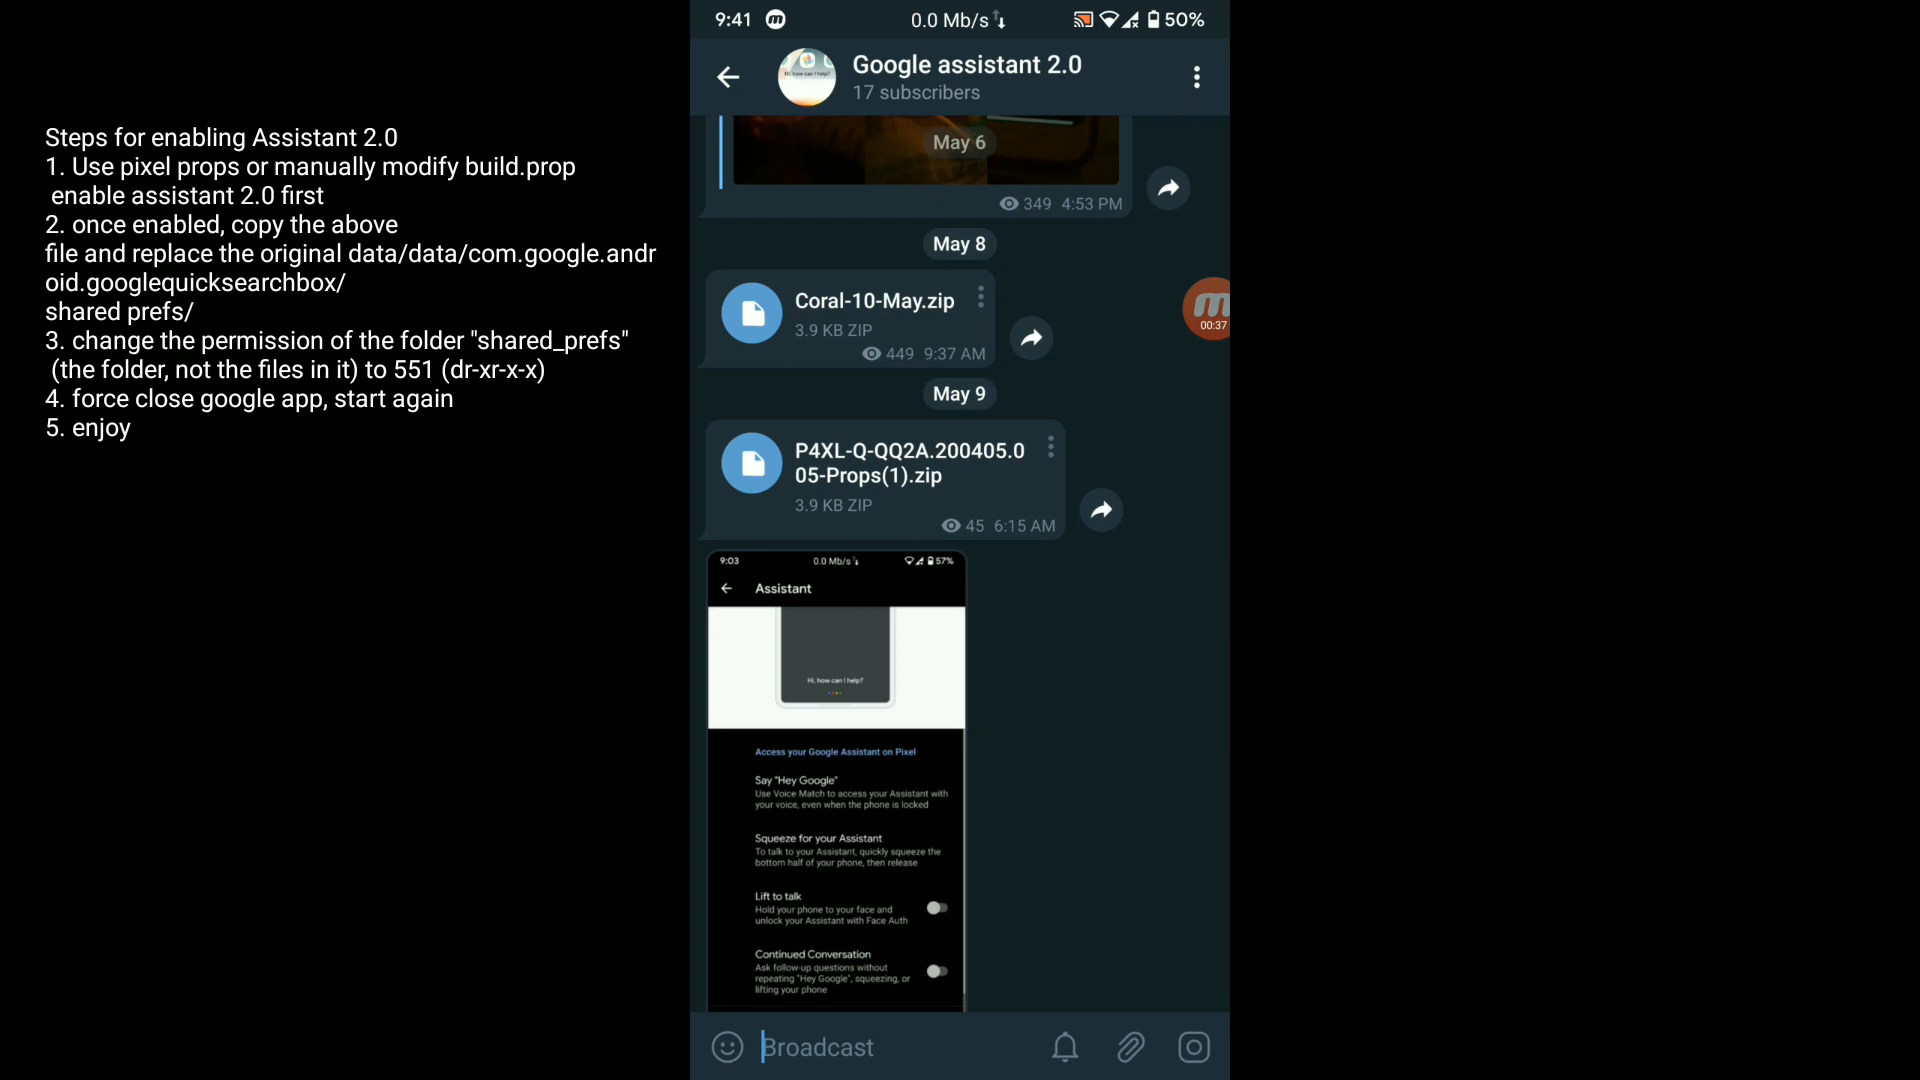 Steps for enabling Assistant 2.0
1. Use pixel props or manually modify build.prop
enable assistant 2.0 first
2. once enabled, copy the above
file and replace the original data/data/com.google.andr
oid.googlequicksearchbox/
shared prefs/
3. change the permission of the folder "shared_prefs"
(the folder, not the files in it) to 551 (dr-xr-x-x)
4. force close google app, start again
5. enjoy
9:41
0.0 Mb/s
50%
Google assistant 2.0
17 subscribers
Hi, how can I help?
May 6
349 4:53 PM
May 8
Coral-10-May.zip
3.9 KB ZIP
449 9:37 AM
00:37
May 9
P4XL-Q-QQ2A.200405.0
05-Props(1).zip
3.9 KB ZIP
45 6:15 AM
9:03
0.0 Mb/s
57%
Assistant
Hi, how can I help?
Access your Google Assistant on Pixel
Say "Hey Google"
Use Voice Match to access your Assistant with
your voice, even when the phone is locked
Squeeze for your Assistant
To talk to your Assistant, quickly squeeze the
bottom half of your phone, then release
Lift to talk
Hold your phone to your face and
unlock your Assistant with Face Auth
Continued Conversation
Ask follow-up questions without
repeating "Hey Google", squeezing, or
lifting your phone
Broadcast